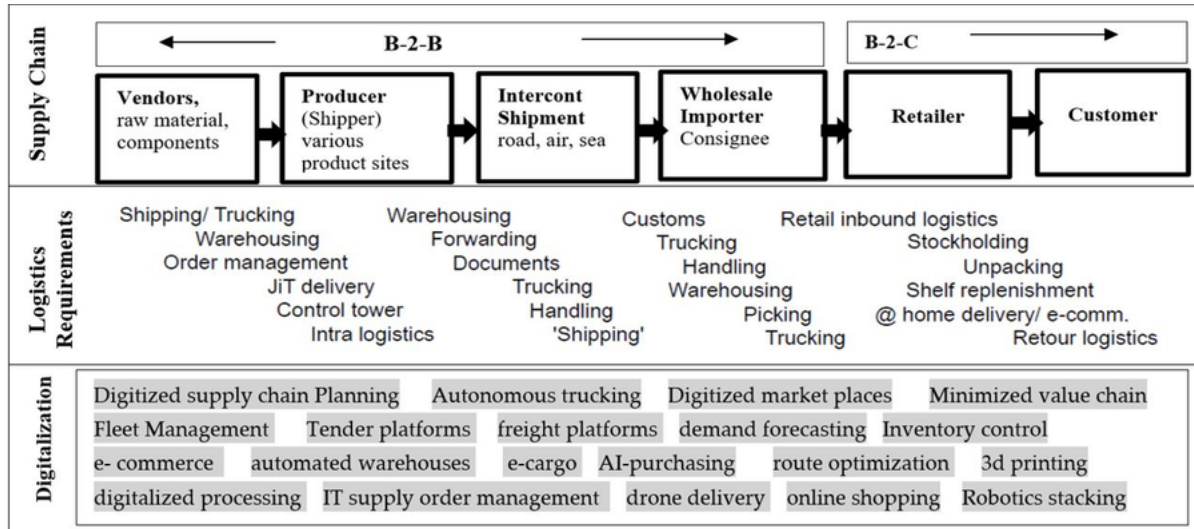 Supply Chain
B-2-B
B-2-C
Vendors,
raw material,
components
Producer
(Shipper)
various
product sites
Intercont
Shipment
road, air, sea
Wholesale
Importer
Consignee
Retailer
Customer
Logistics
Requirements
Shipping/ Trucking
Warehousing
Order management
JiT delivery
Control tower
Intra logistics
Warehousing
Forwarding
Documents
Trucking
Handling
'Shipping'
Customs
Trucking
Handling
Warehousing
Picking
Trucking
Retail inbound logistics
Stockholding
Unpacking
Shelf replenishment
@ home delivery/ e-comm.
Retour logistics
Digitalization
Digitized supply chain Planning Autonomous trucking Digitized market places Minimized value chain
Fleet Management Tender platforms freight platforms demand forecasting Inventory control
e- commerce automated warehouses e-cargo AI-purchasing route optimization 3d printing
digitalized processing IT supply order management drone delivery online shopping Robotics stacking